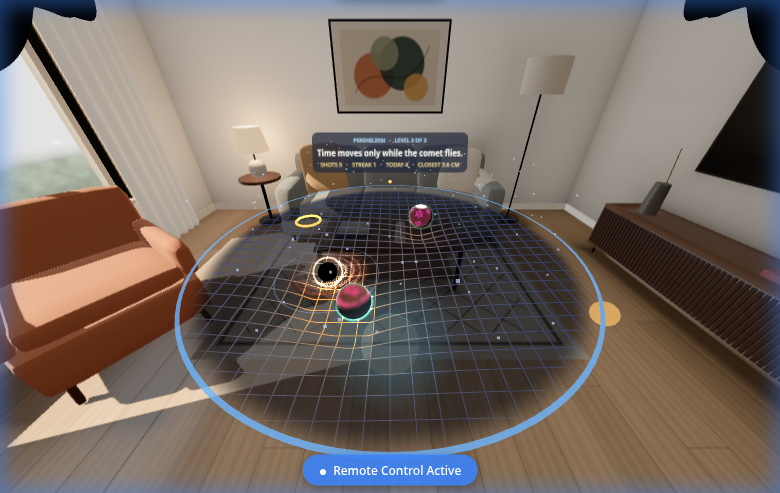 PERIHELION · LEVEL 3 OF 3
Time moves only while the comet flies.
SHOTS 5 · STREAK 1 · TODAY 4 · CLOSEST 3.6 CM
Remote Control Active